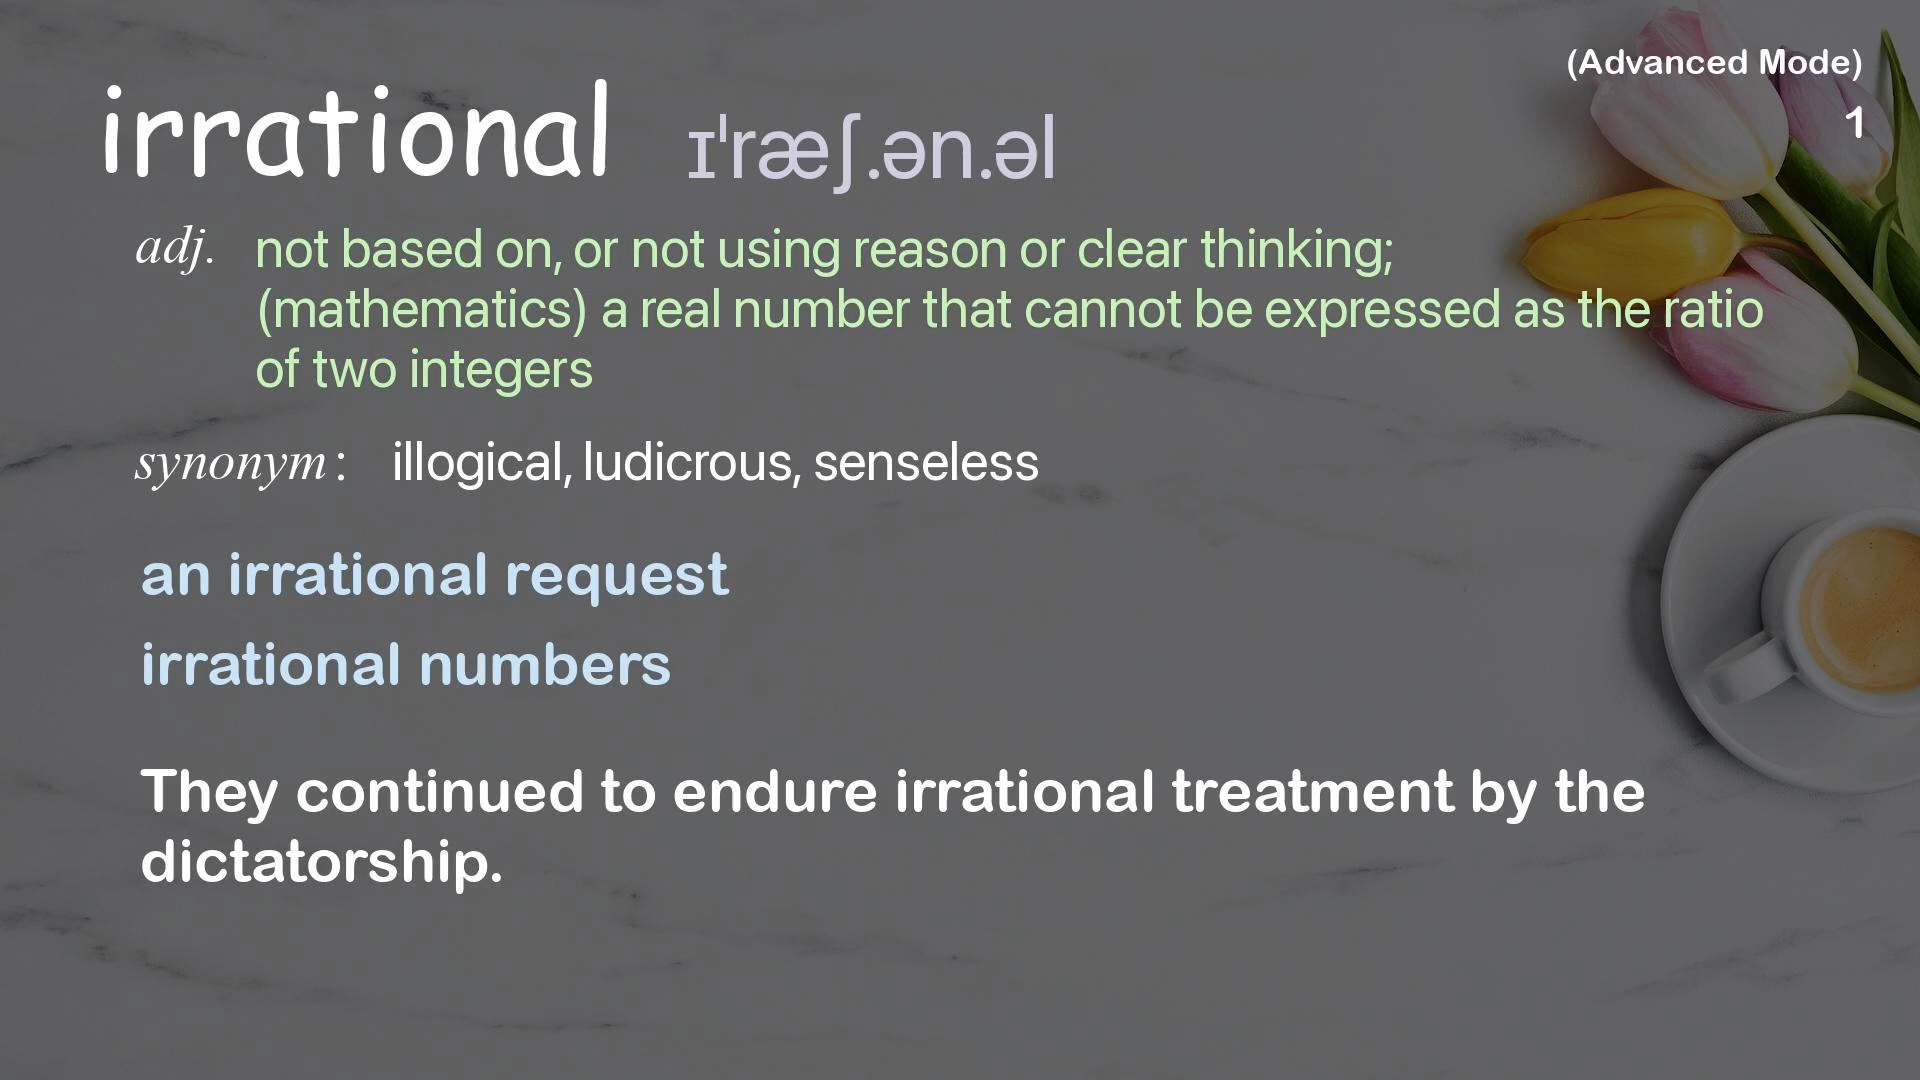 (Advanced Mode)
1
irrational ɪˈræʃ.ən.əl
adj. not based on, or not using reason or clear thinking;
(mathematics) a real number that cannot be expressed as the ratio
of two integers
synonym: illogical, ludicrous, senseless
an irrational request
irrational numbers
They continued to endure irrational treatment by the
dictatorship.